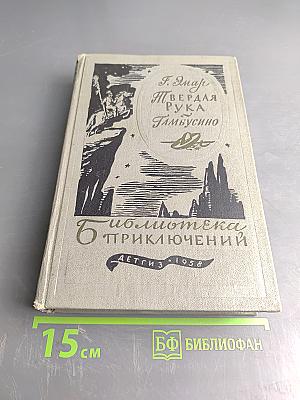 Г. Эмар
Твердая
Рука
Гамбусино
Библиотека
приключений
ДЕТГИЗ • 1958
15 см
БФ БИБЛИОФАН